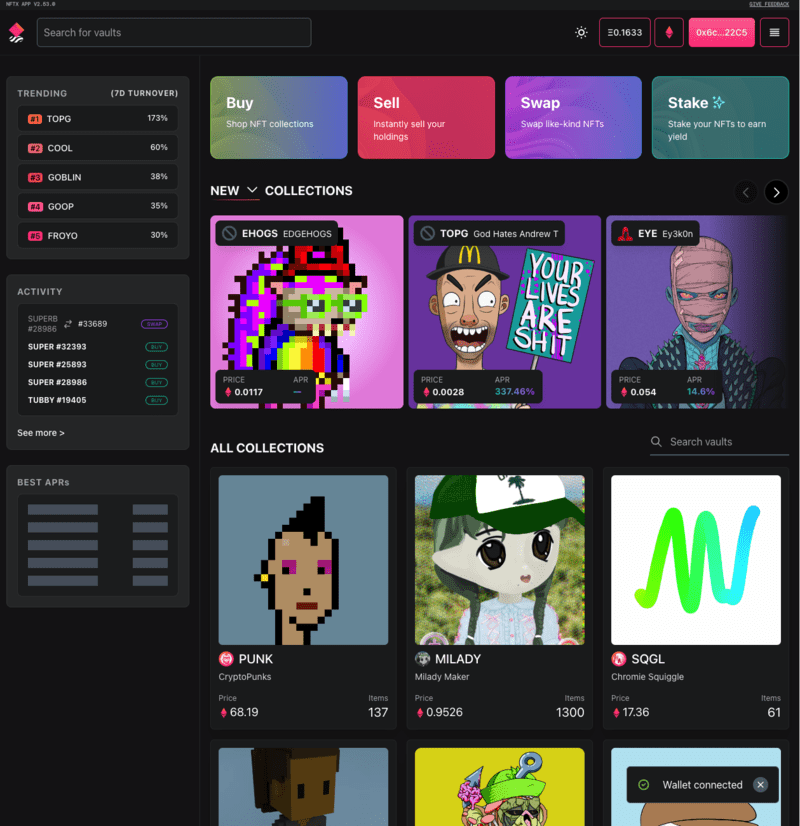 NFTX APP V2.63.0
GIVE FEEDBACK
Search for vaults
Ξ0.1633
0x6c...22C5
TRENDING (7D TURNOVER)
#1 TOPG 173%
#2 COOL 60%
#3 GOBLIN 38%
#4 GOOP 35%
#5 FROYO 30%
ACTIVITY
SUPERB
#28986
#33689
SWAP
SUPER #32393 BUY
SUPER #25893 BUY
SUPER #28986 BUY
TUBBY #19405 BUY
See more >
BEST APRs
Buy
Shop NFT collections
Sell
Instantly sell your
holdings
Swap
Swap like-kind NFTs
Stake
Stake your NFTs to earn
yield
NEW COLLECTIONS
EHOGS EDGEHOGS
PRICE APR
0.0117 —
TOPG God Hates Andrew T
YOUR
LIVES
ARE
SHIT
PRICE APR
0.0028 337.46%
EYE Ey3k0n
PRICE APR
0.054 14.6%
ALL COLLECTIONS
Search vaults
PUNK
CryptoPunks
Price Items
68.19 137
MILADY
Milady Maker
Price Items
0.9526 1300
SQGL
Chromie Squiggle
Price Items
17.36 61
Wallet connected